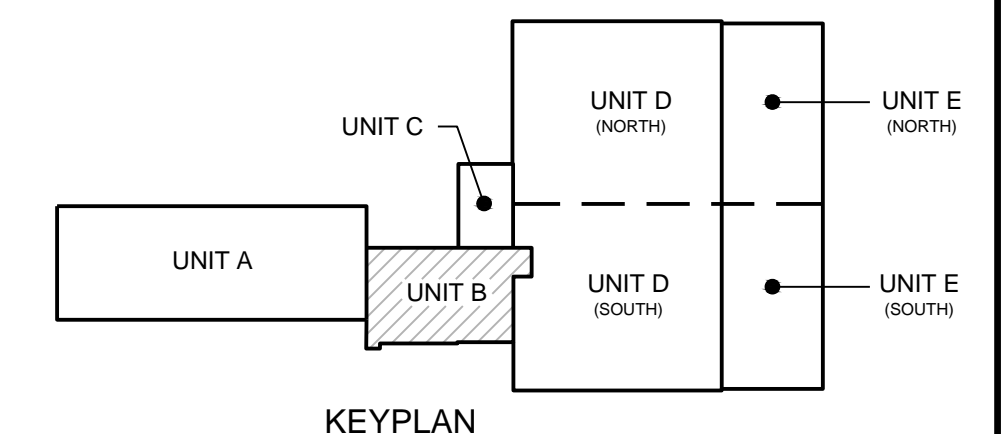 UNIT D
(NORTH)
UNIT E
(NORTH)
UNIT C
UNIT A
UNIT B
UNIT D
(SOUTH)
UNIT E
(SOUTH)
KEYPLAN